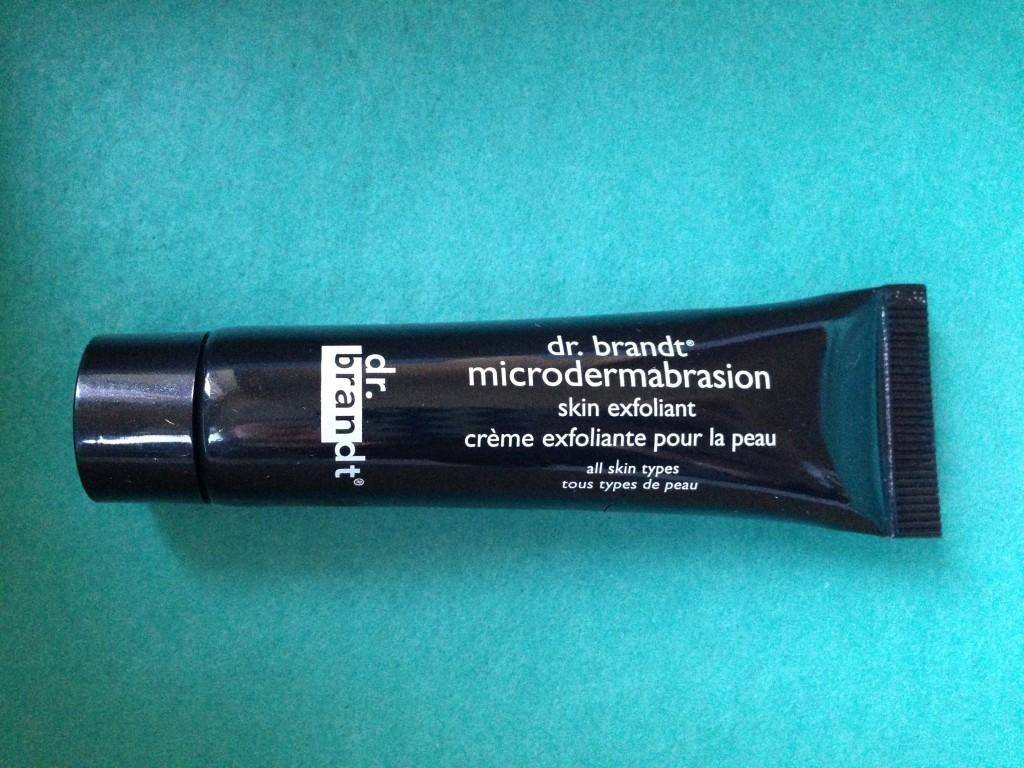 dr.
brandt®
dr. brandt®
microdermabrasion
skin exfoliant
crème exfoliante pour la peau
all skin types
tous types de peau